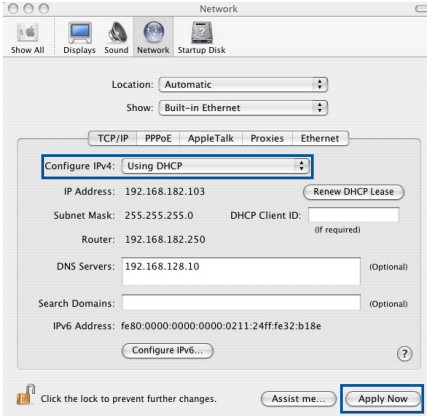 Network
Show All Displays Sound Network Startup Disk
Location: Automatic
Show: Built-in Ethernet
TCP/IP PPPoE AppleTalk Proxies Ethernet
Configure IPv4: Using DHCP
IP Address: 192.168.182.103 Renew DHCP Lease
Subnet Mask: 255.255.255.0 DHCP Client ID:
(If required)
Router: 192.168.182.250
DNS Servers: 192.168.128.10 (Optional)
Search Domains: (Optional)
IPv6 Address: fe80:0000:0000:0000:0211:24ff:fe32:b18e
Configure IPv6... ?
Click the lock to prevent further changes. Assist me... Apply Now